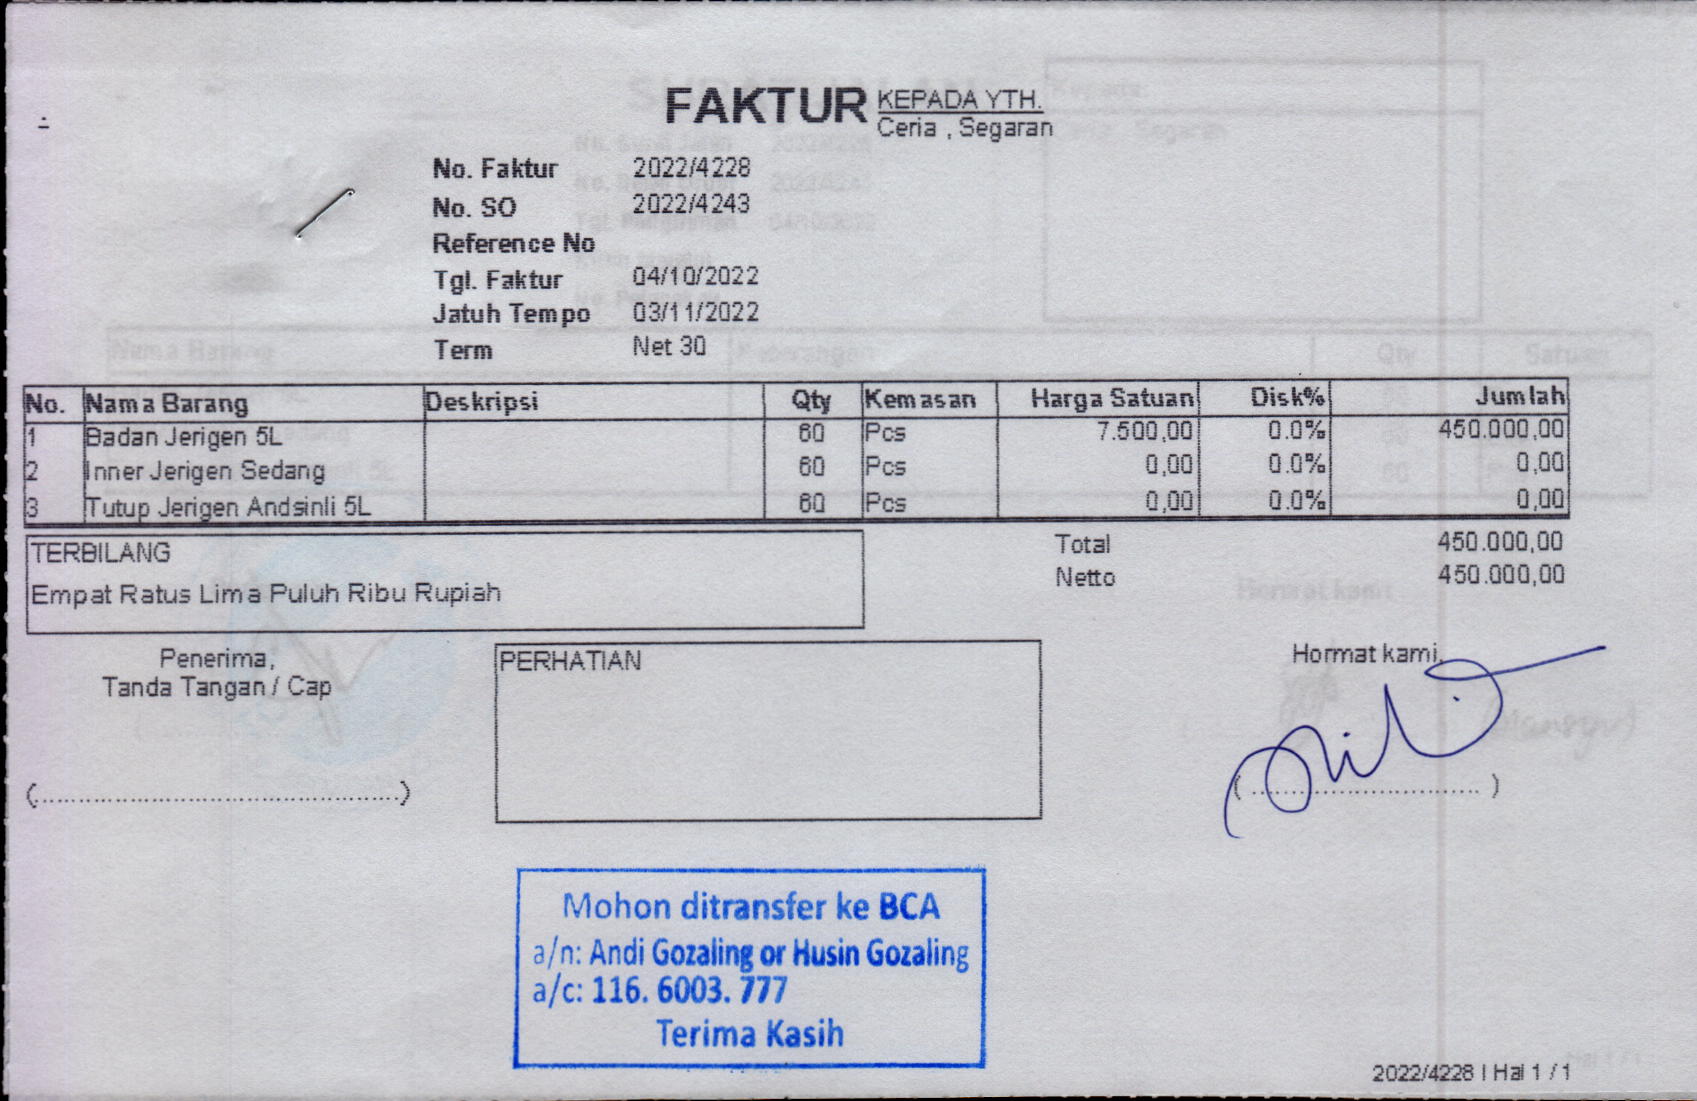 FAKTUR
KEPADA YTH.
Ceria , Segaran
No. Faktur 2022/4228
No. SO 2022/4243
Reference No
Tgl. Faktur 04/10/2022
Jatuh Tempo 03/11/2022
Term Net 30
No. Nama Barang Deskripsi Qty Kemasan Harga Satuan Disk% Jumlah
1 Badan Jerigen 5L 60 Pcs 7.500,00 0.0% 450.000,00
2 Inner Jerigen Sedang 60 Pcs 0,00 0.0% 0,00
3 Tutup Jerigen Andsinli 5L 60 Pcs 0,00 0.0% 0,00
TERBILANG
Empat Ratus Lima Puluh Ribu Rupiah
Total 450.000,00
Netto 450.000,00
Penerima,
Tanda Tangan / Cap
PERHATIAN
Hormat kami,
Mohon ditransfer ke BCA
a/n: Andi Gozaling or Husin Gozaling
a/c: 116. 6003. 777
Terima Kasih
2022/4228 | Hal 1 / 1